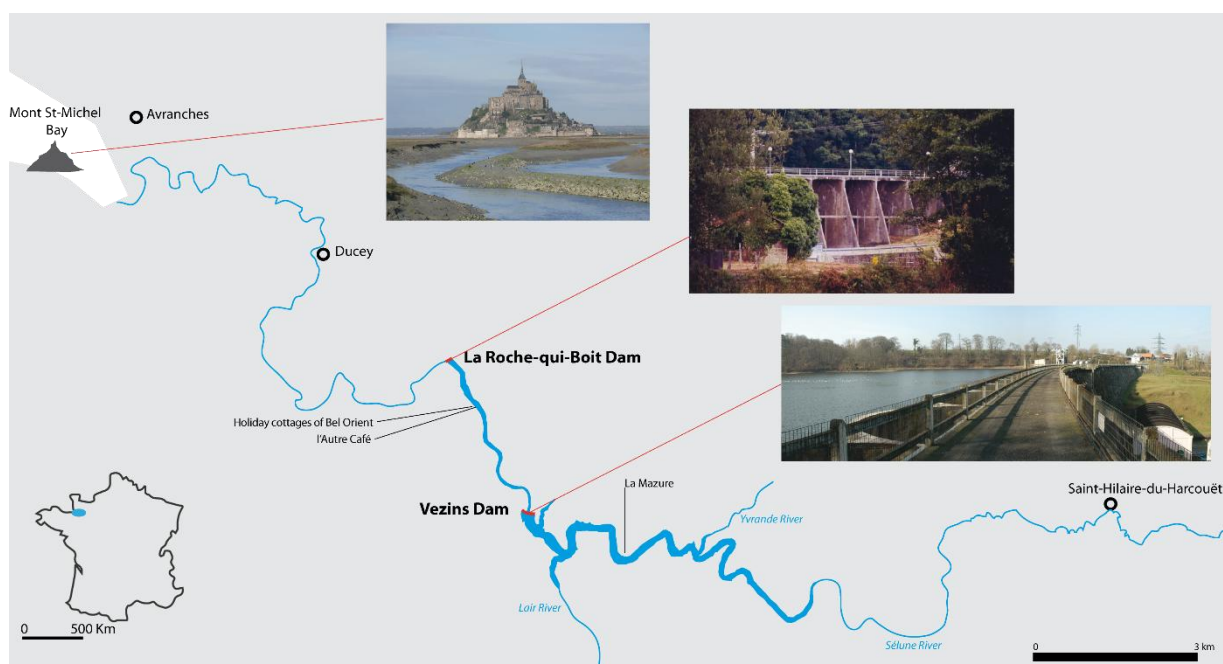 Mont St-Michel
Bay
Avranches
Ducey
La Roche-qui-Boit Dam
Holiday cottages of Bel Orient
l'Autre Café
Vezins Dam
La Mazure
Yvrande River
Saint-Hilaire-du-Harcouët
Loir River
Sélune River
0 500 Km
0 3 km